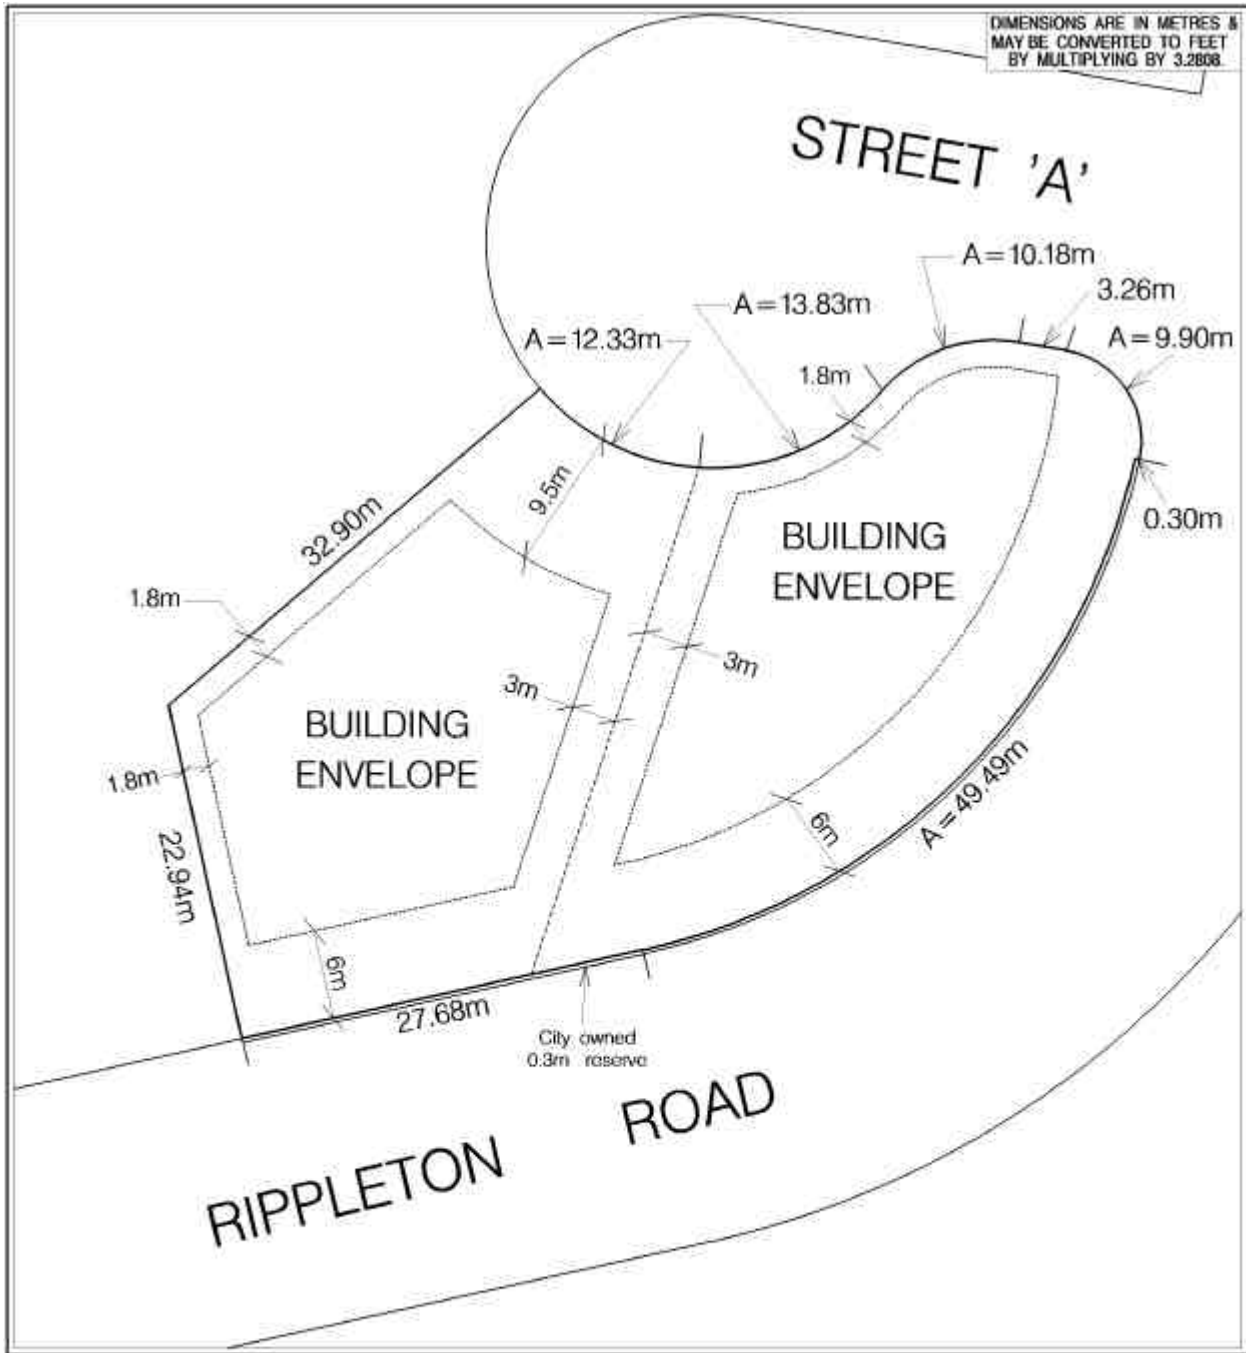 DIMENSIONS ARE IN METRES &
MAY BE CONVERTED TO FEET
BY MULTIPLYING BY 3.2808.
STREET 'A'
A=10.18m
3.26m
A=13.83m
A=9.90m
A=12.33m
1.8m
9.5m
32.90m
0.30m
BUILDING
ENVELOPE
1.8m
3m
3m
BUILDING
ENVELOPE
1.8m
A=49.49m
6m
22.94m
6m
27.68m
City owned
0.3m reserve
RIPPLETON ROAD